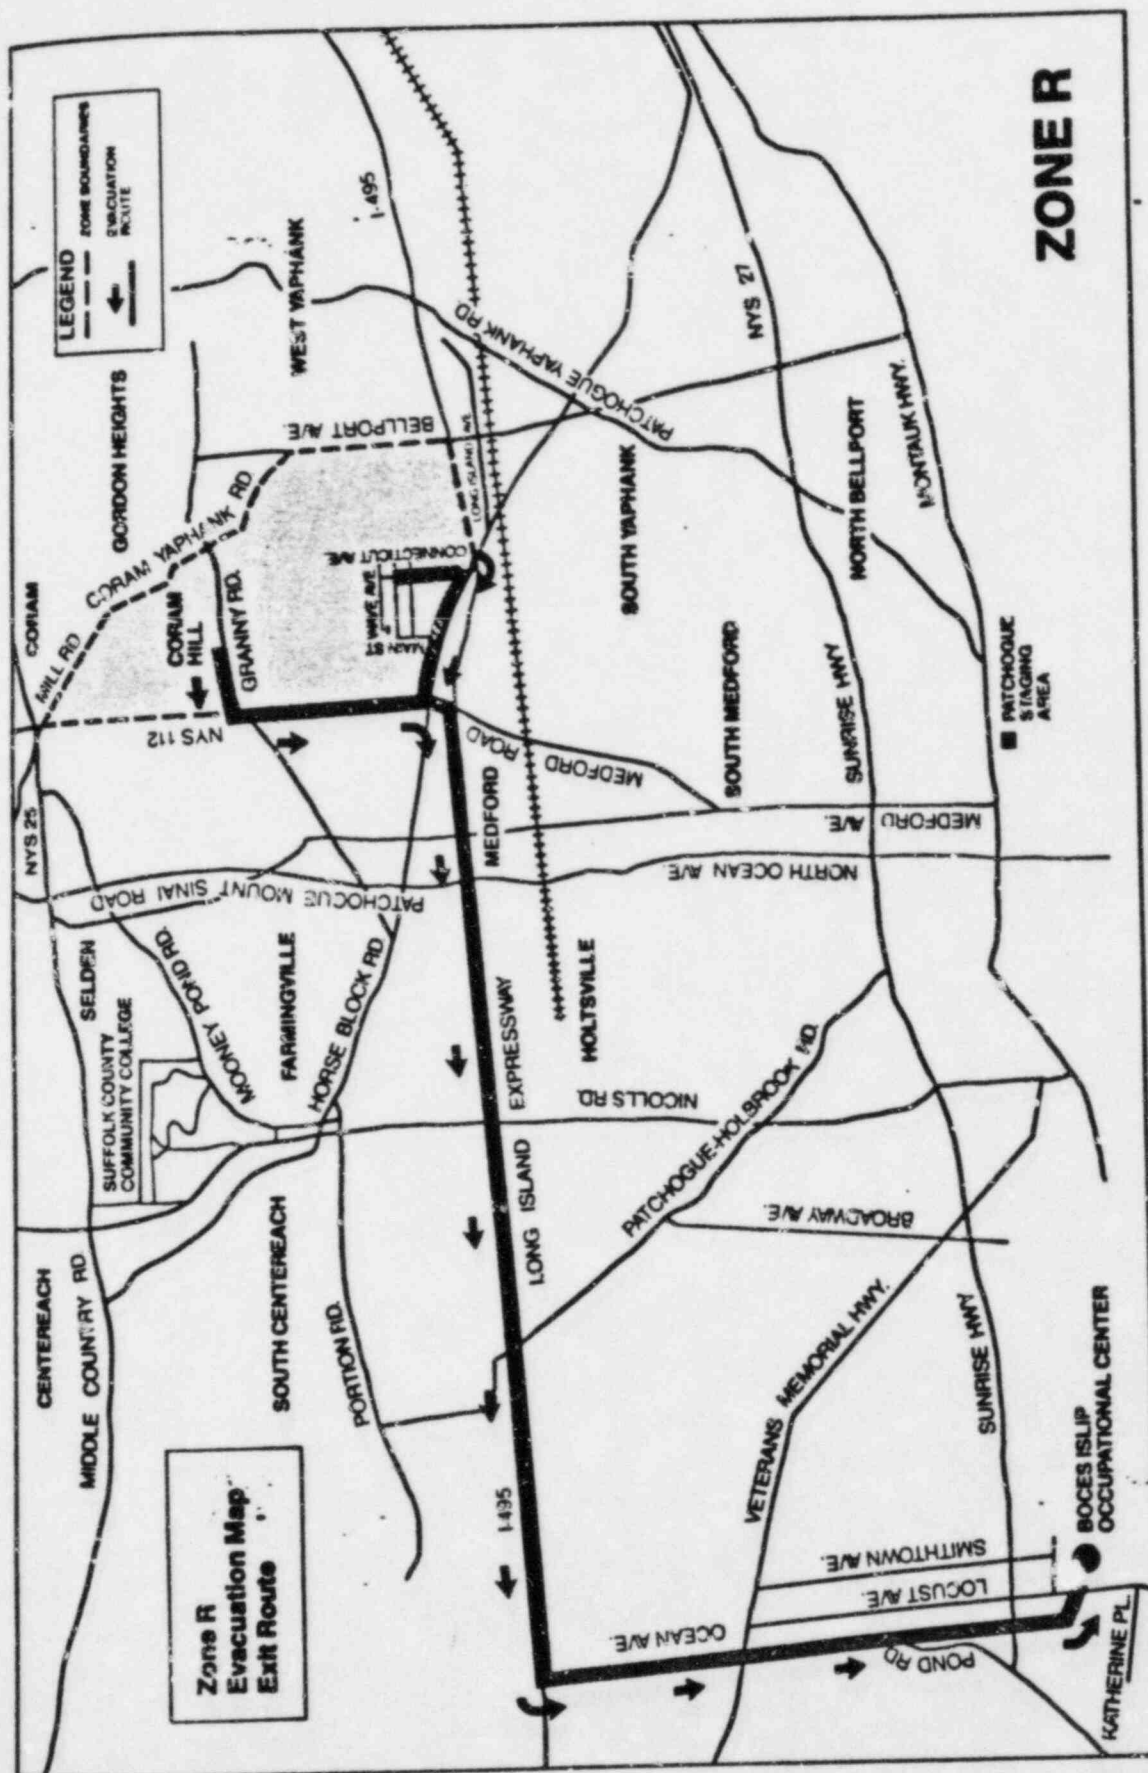 Zone R
Evacuation Map
Exit Route
LEGEND
ZONE BOUNDARIES
EVACUATION
ROUTE
ZONE R
CENTEREACH
MIDDLE COUNTRY RD
SUFFOLK COUNTY
COMMUNITY COLLEGE
SELDEN
NYS 25
CORAM
MILL RD
CORAM YAPHANK RD
GORDON HEIGHTS
CORAM
HILL
GRANNY RD.
NYS 112
WEST YAPHANK
I-495
BELLPORT AVE.
LONG ISLAND AVE
PATCHOGUE YAPHANK RD
CONNECTICUT AVE.
WAVE AVE
MAIN ST
MOONEY POND RD.
PATCHOGUE MOUNT SINAI ROAD
FARMINGVILLE
HORSE BLOCK RD
SOUTH CENTEREACH
PORTION RD.
MEDFORD
MEDFORD ROAD
LONG ISLAND EXPRESSWAY
I-495
HOLTSVILLE
NICOLLS RD.
NORTH OCEAN AVE
MEDFORD AVE.
SOUTH MEDFORD
SOUTH YAPHANK
NORTH BELLPORT
NYS 27
SUNRISE HWY
MONTAUK HWY.
PATCHOGUE
STAGING
AREA
PATCHOGUE-HOLBROOK RD.
BROADWAY AVE.
VETERANS MEMORIAL HWY.
SUNRISE HWY
OCEAN AVE.
POND RD
LOCUST AVE.
SMITHTOWN AVE.
BOCES ISLIP
OCCUPATIONAL CENTER
KATHERINE PL.